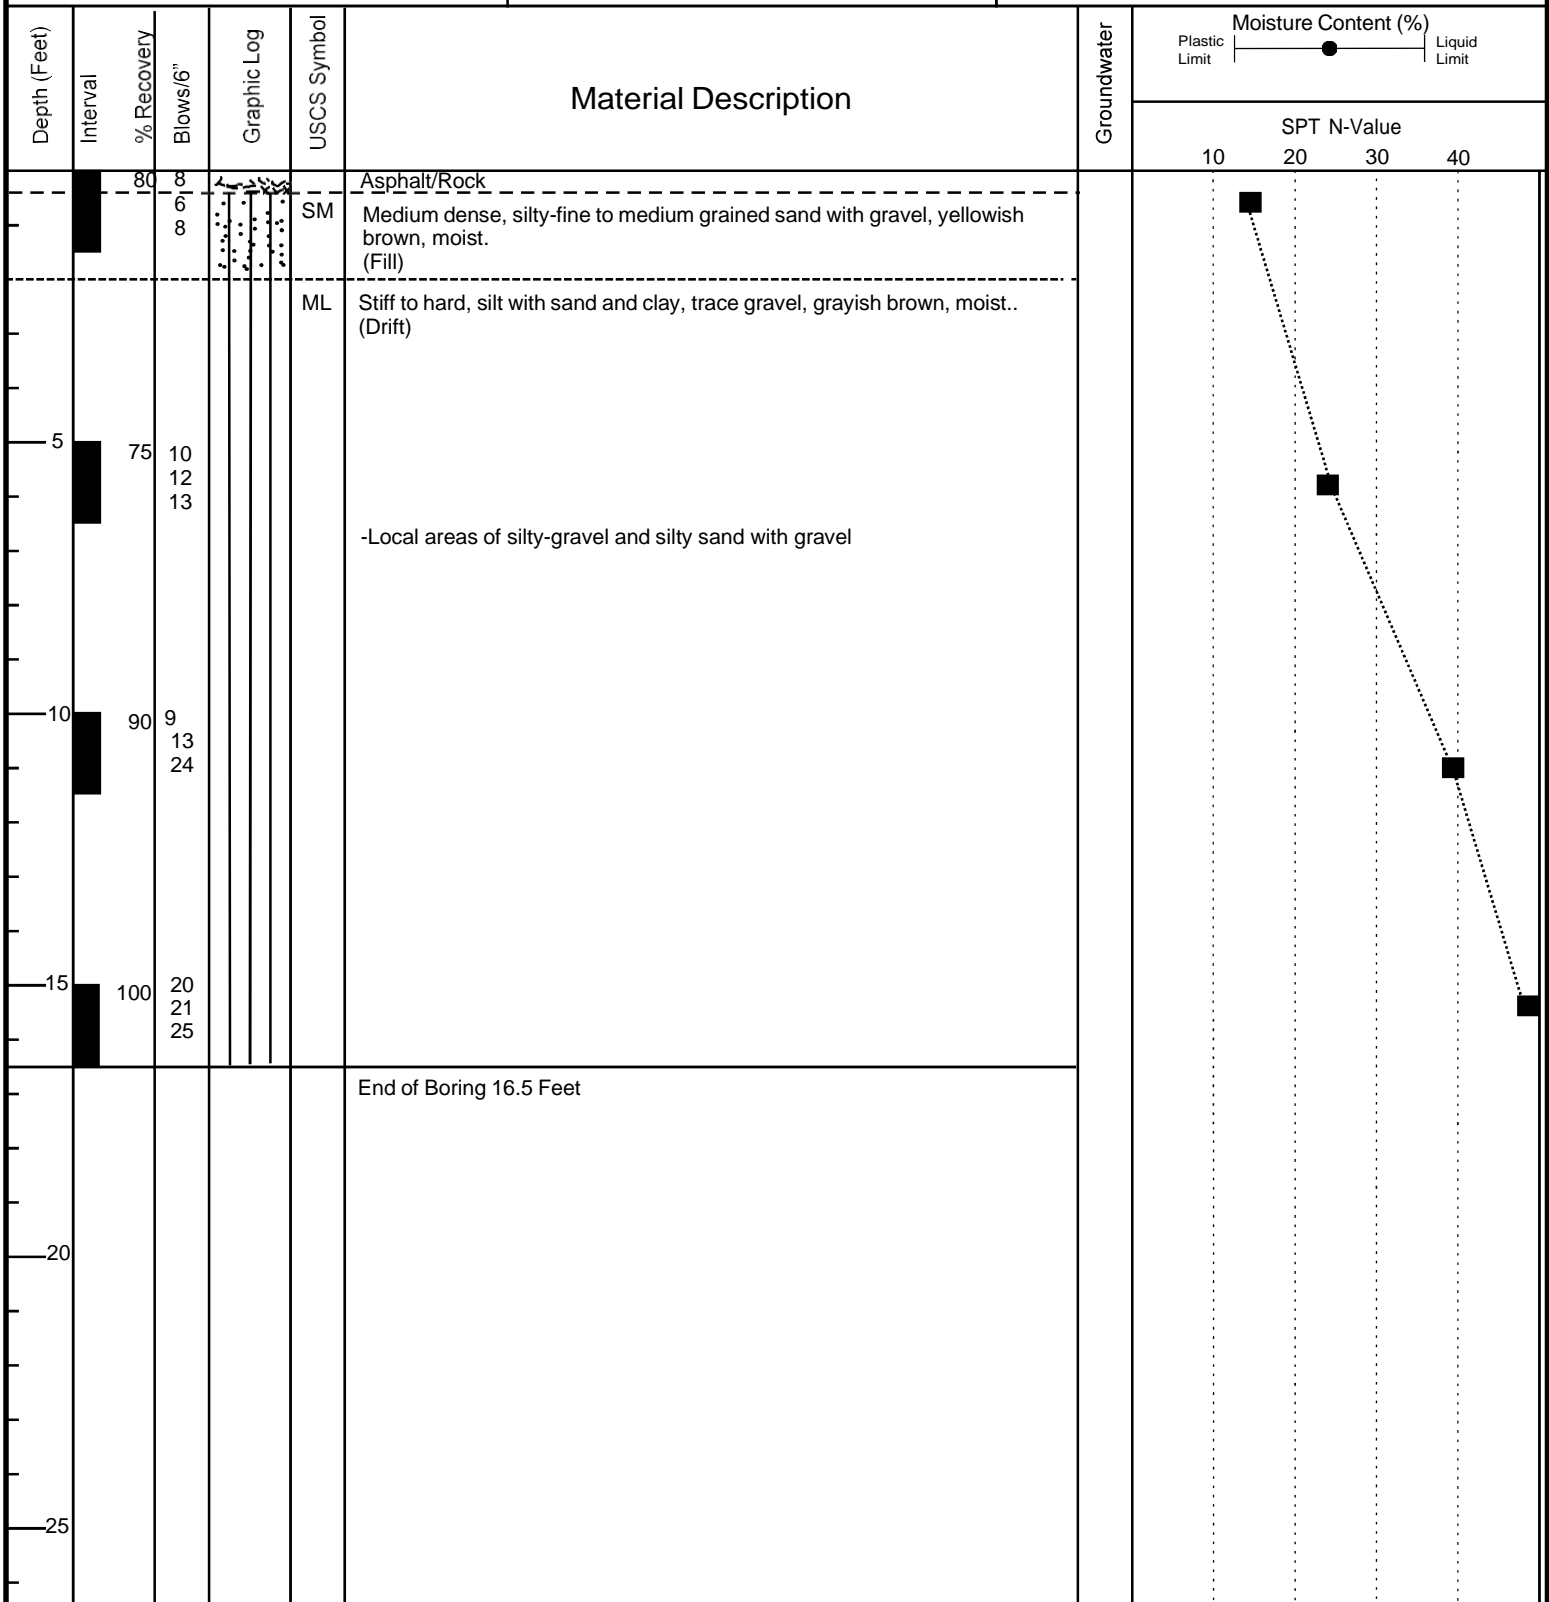 Depth (Feet)
Interval
% Recovery
Blows/6"
Graphic Log
USCS Symbol
Material Description
Groundwater
Moisture Content (%)
Plastic Limit
Liquid Limit
SPT N-Value
10 20 30 40
80 8 Asphalt/Rock
6
8
SM
Medium dense, silty-fine to medium grained sand with gravel, yellowish
brown, moist.
(Fill)
ML Stiff to hard, silt with sand and clay, trace gravel, grayish brown, moist..
(Drift)
5 75 10
12
13
-Local areas of silty-gravel and silty sand with gravel
10 90 9
13
24
15 100 20
21
25
End of Boring 16.5 Feet
20
25